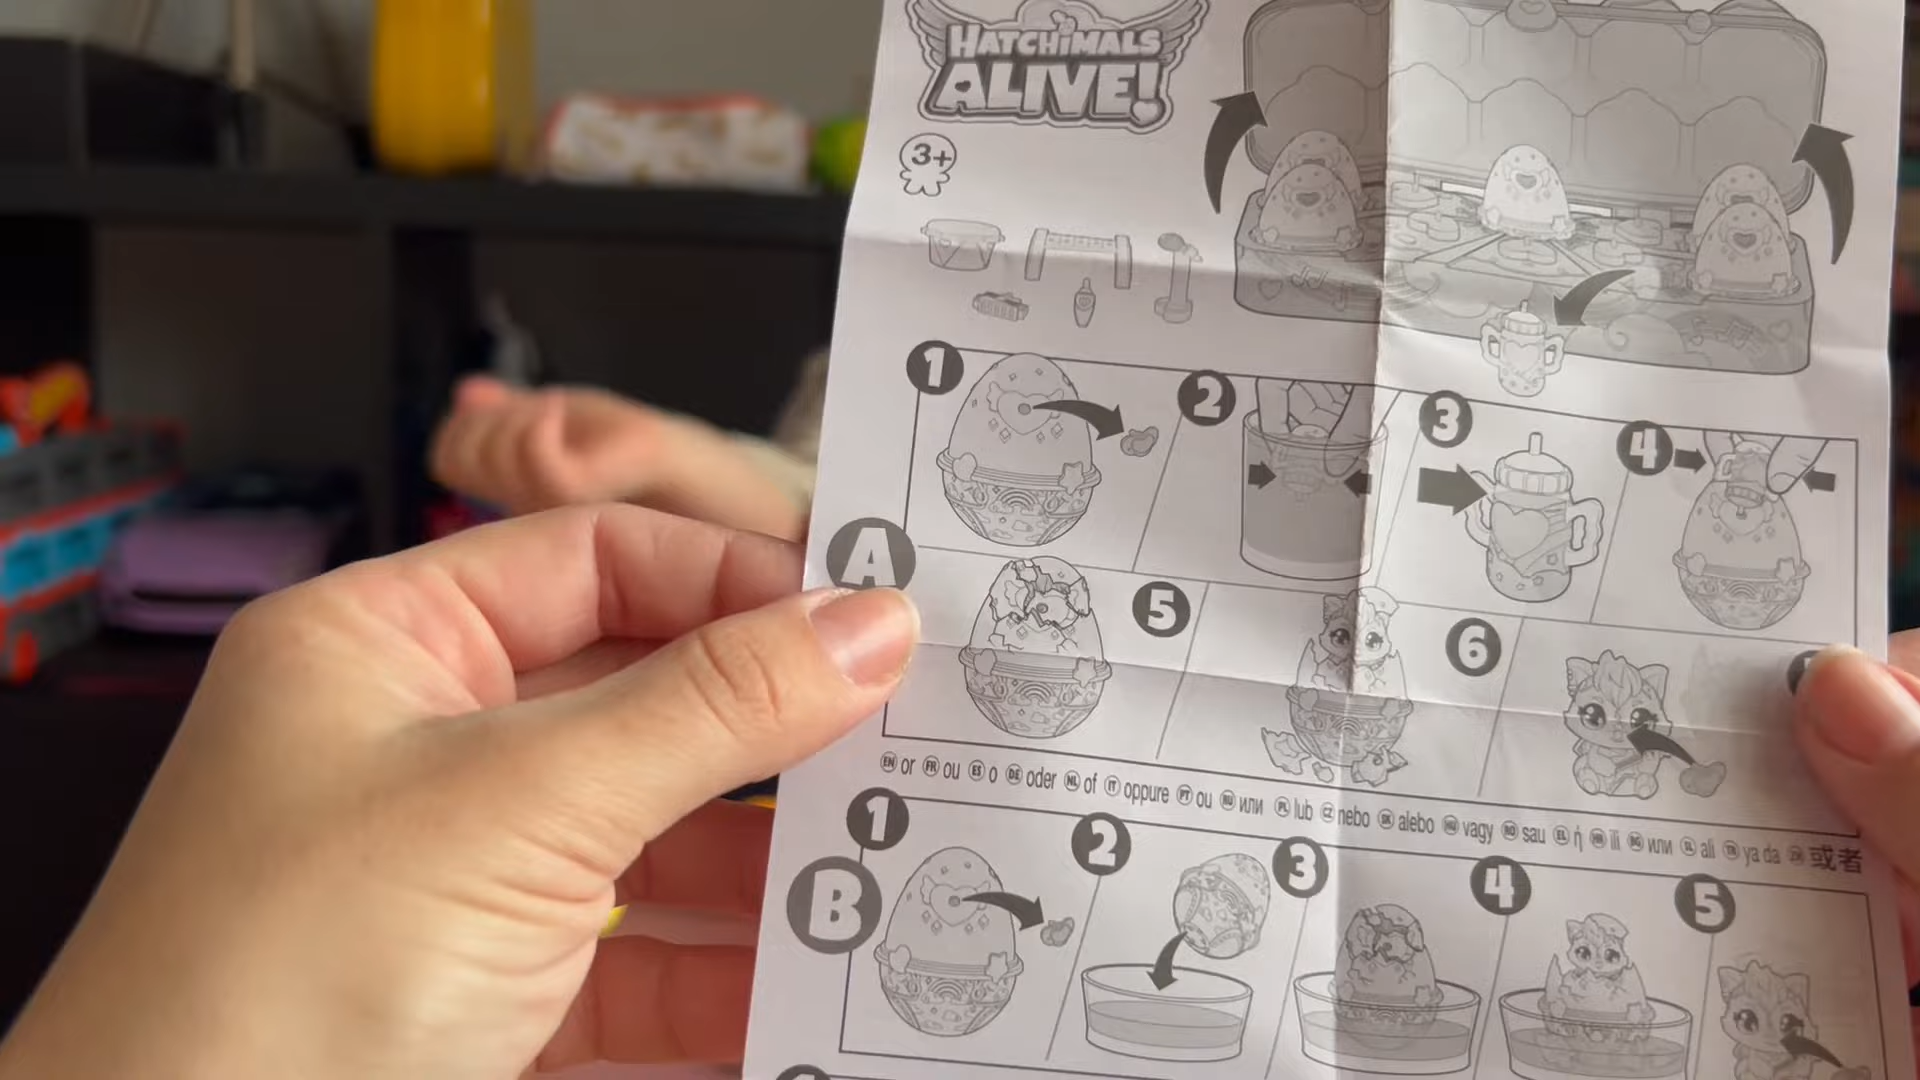 HATCHiMALS
ALIVE!
3+
1
2
3
4
A
5
6
EN or FR ou ES o DE oder NL of IT oppure PT ou RU или PL lub CZ nebo SK alebo HU vagy RO sau EL ή HR ili BG или SL ali TR ya da ZH 或者
1
2
3
4
5
B